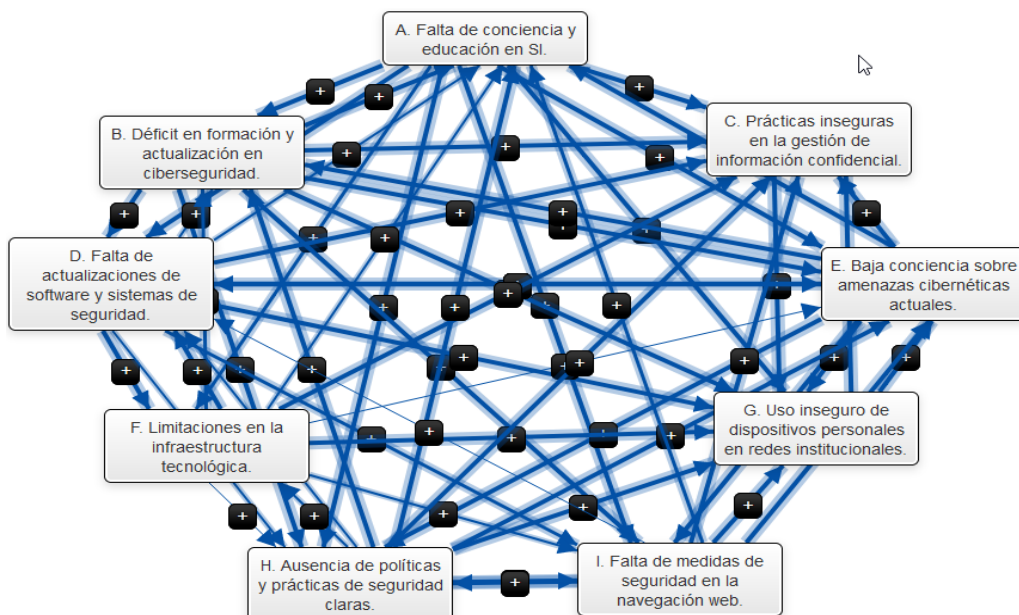 A. Falta de conciencia y
educación en SI.
B. Déficit en formación y
actualización en
ciberseguridad.
C. Prácticas inseguras
en la gestión de
información confidencial.
D. Falta de
actualizaciones de
software y sistemas de
seguridad.
E. Baja conciencia sobre
amenazas cibernéticas
actuales.
F. Limitaciones en la
infraestructura
tecnológica.
G. Uso inseguro de
dispositivos personales
en redes institucionales.
H. Ausencia de políticas
y prácticas de seguridad
claras.
I. Falta de medidas de
seguridad en la
navegación web.